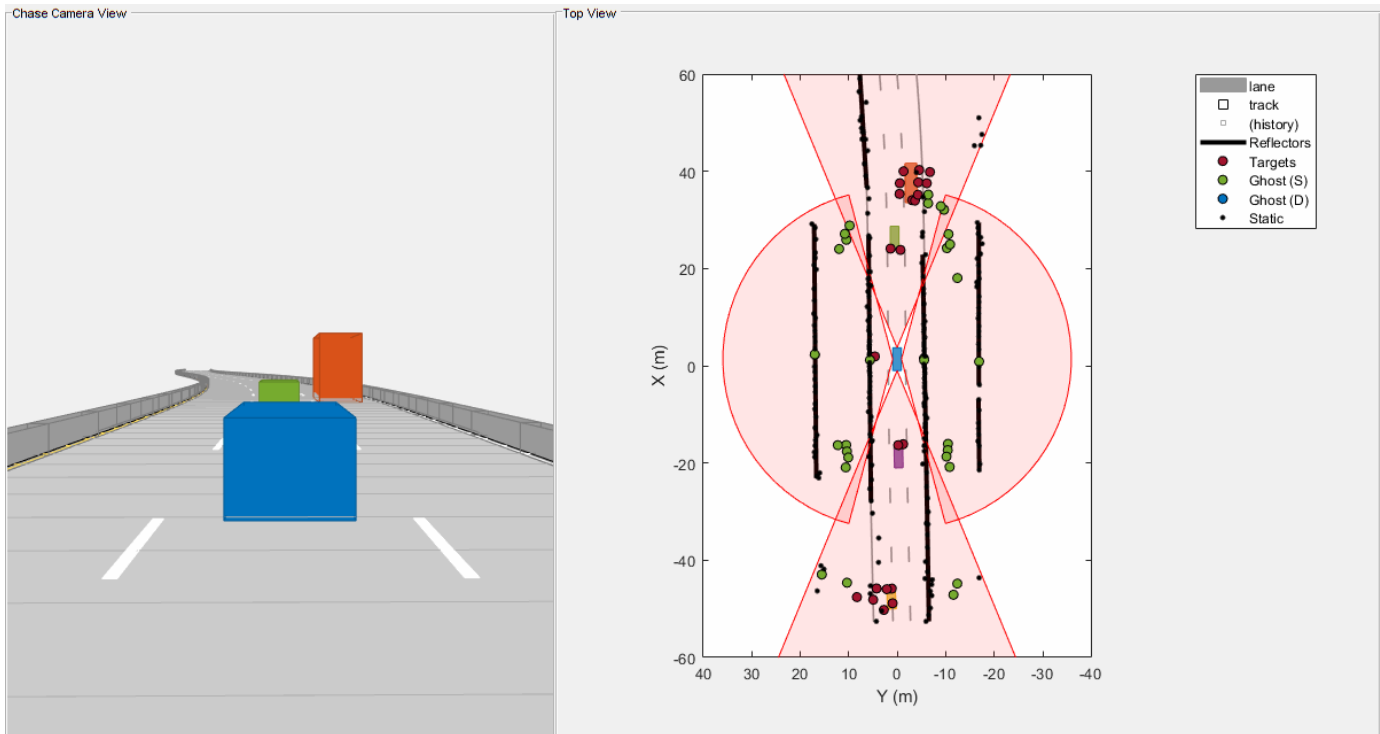 Chase Camera View
Top View
60
40
20
0
-20
-40
-60
X (m)
40 30 20 10 0 -10 -20 -30 -40
Y (m)
lane
track
(history)
Reflectors
Targets
Ghost (S)
Ghost (D)
Static